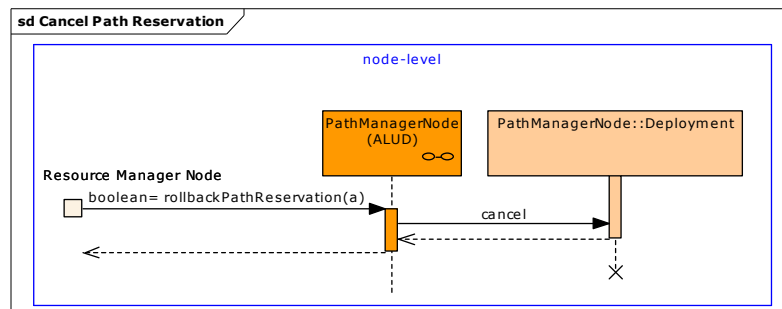 sd Cancel Path Reservation
node-level
PathManagerNode
(ALUD)
PathManagerNode::Deployment
Resource Manager Node
boolean= rollbackPathReservation(a)
cancel